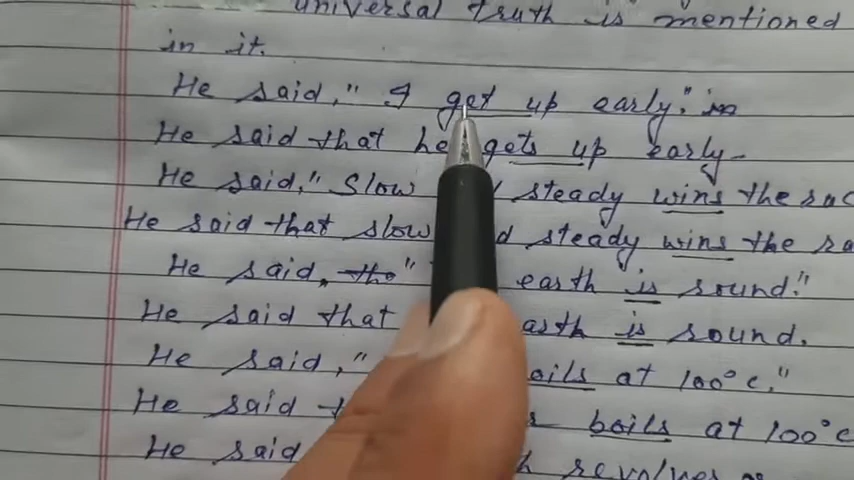 universal truth is mentioned
in it.
He said," I get up early." in
He said that he gets up early
He said," Slow steady wins the
He said that slow steady wins the
He said, the" earth is round."
He said that earth is round.
He said," boils at 100°c."
He said boils at 100°c
He said revolves